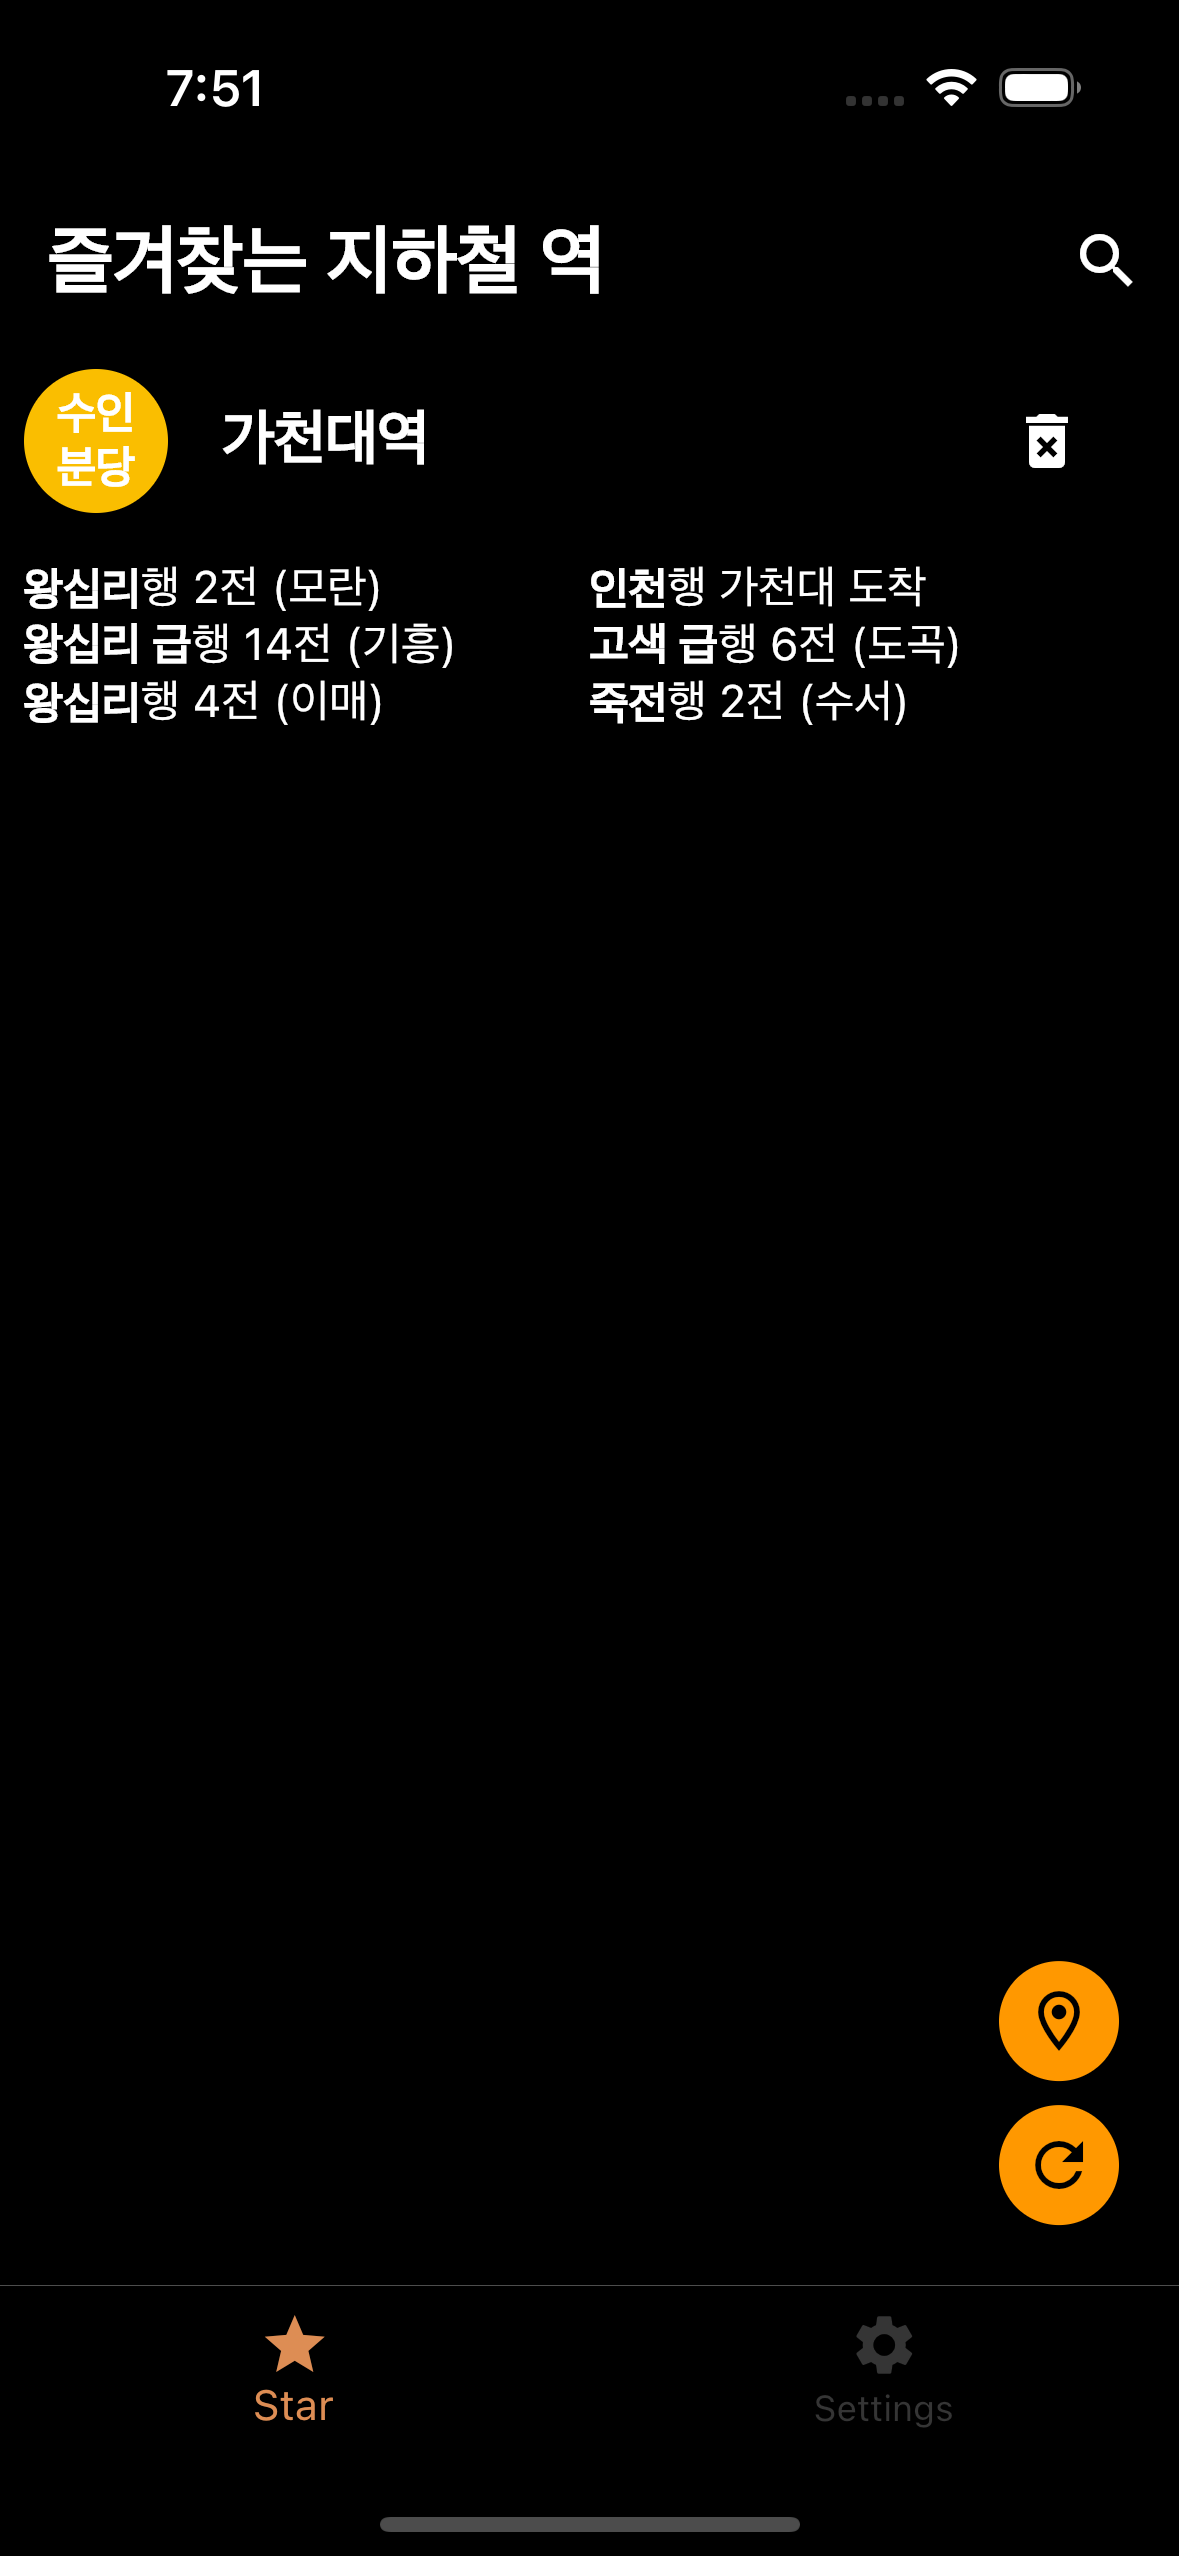 7:51
즐겨찾는 지하철 역
수인
분당
가천대역
왕십리행 2전 (모란)
왕십리 급행 14전 (기흥)
왕십리행 4전 (이매)
인천행 가천대 도착
고색 급행 6전 (도곡)
죽전행 2전 (수서)
Star
Settings